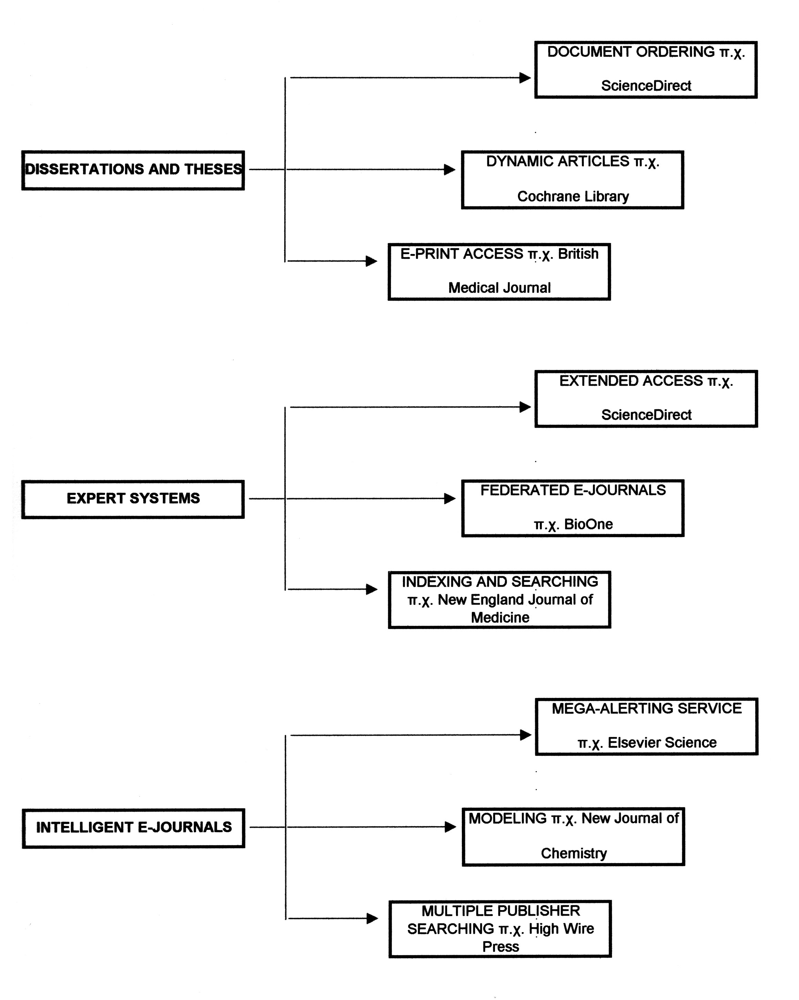 DOCUMENT ORDERING π.χ.
ScienceDirect
DISSERTATIONS AND THESES
DYNAMIC ARTICLES π.χ.
Cochrane Library
E-PRINT ACCESS π.χ. British
Medical Journal
EXTENDED ACCESS π.χ.
ScienceDirect
EXPERT SYSTEMS
FEDERATED E-JOURNALS
π.χ. BioOne
INDEXING AND SEARCHING
π.χ. New England Journal of
Medicine
MEGA-ALERTING SERVICE
π.χ. Elsevier Science
INTELLIGENT E-JOURNALS
MODELING π.χ. New Journal of
Chemistry
MULTIPLE PUBLISHER
SEARCHING π.χ. High Wire
Press